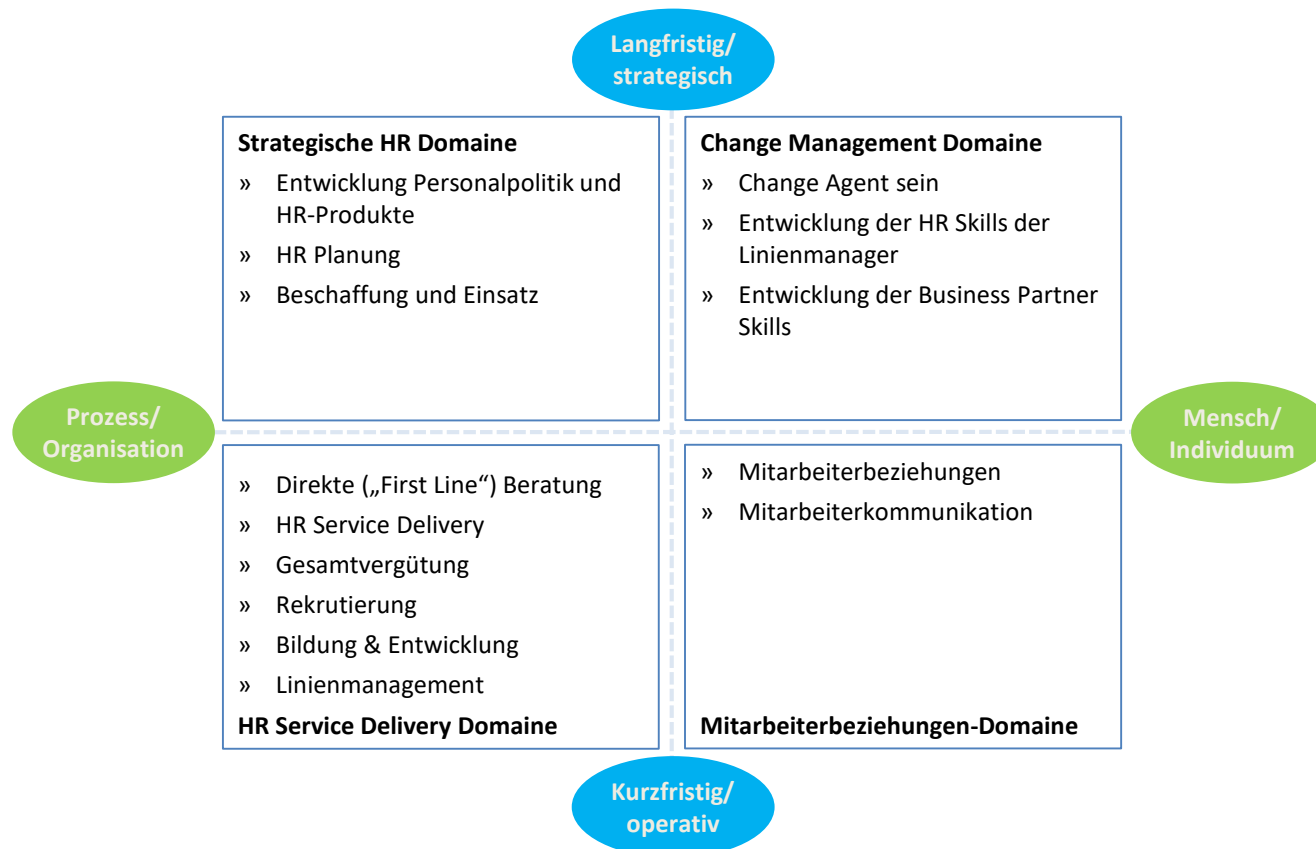 Langfristig/
strategisch
Strategische HR Domaine
» Entwicklung Personalpolitik und
HR-Produkte
» HR Planung
» Beschaffung und Einsatz
Change Management Domaine
» Change Agent sein
» Entwicklung der HR Skills der
Linienmanager
» Entwicklung der Business Partner
Skills
Prozess/
Organisation
Mensch/
Individuum
» Direkte („First Line“) Beratung
» HR Service Delivery
» Gesamtvergütung
» Rekrutierung
» Bildung & Entwicklung
» Linienmanagement
HR Service Delivery Domaine
» Mitarbeiterbeziehungen
» Mitarbeiterkommunikation
Mitarbeiterbeziehungen-Domaine
Kurzfristig/
operativ